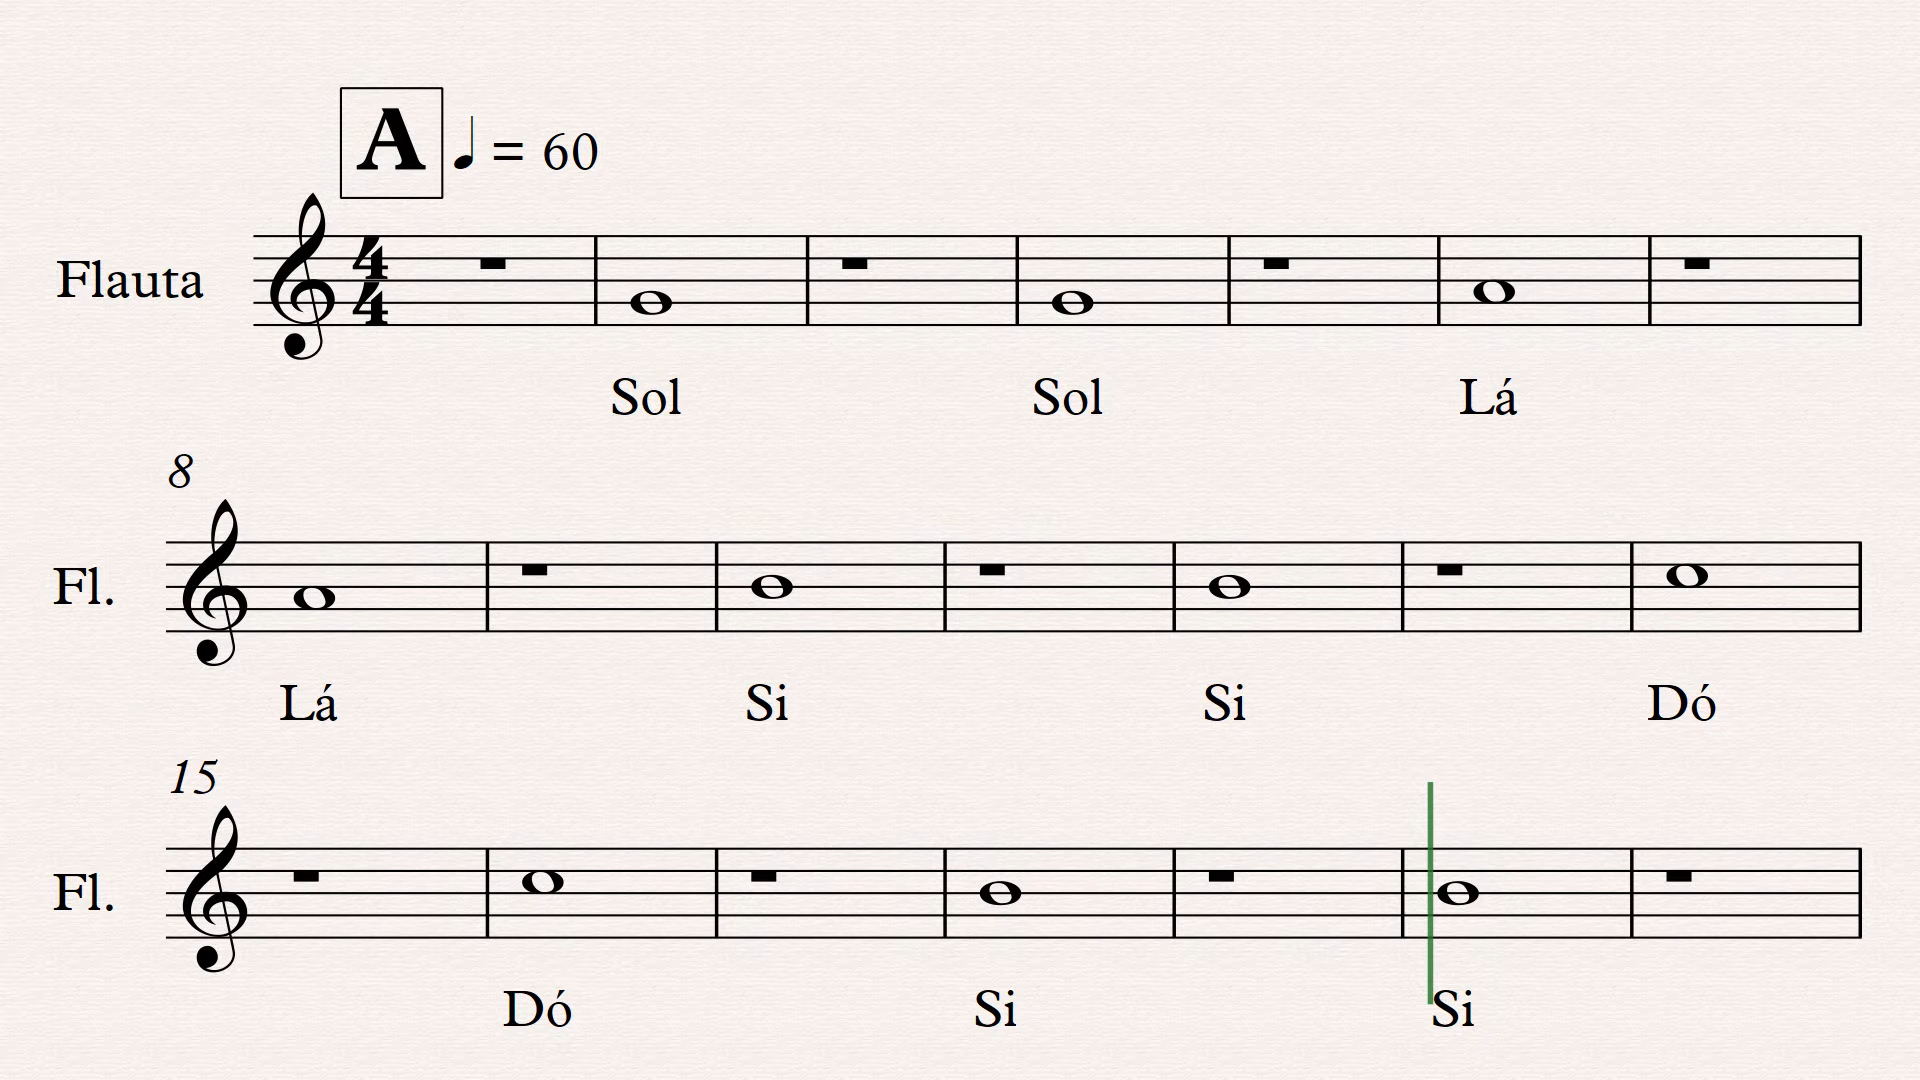 A ♩ = 60
Flauta
4
4
Sol Sol Lá
8
Fl.
Lá Si Si Dó
15
Fl.
Dó Si Si